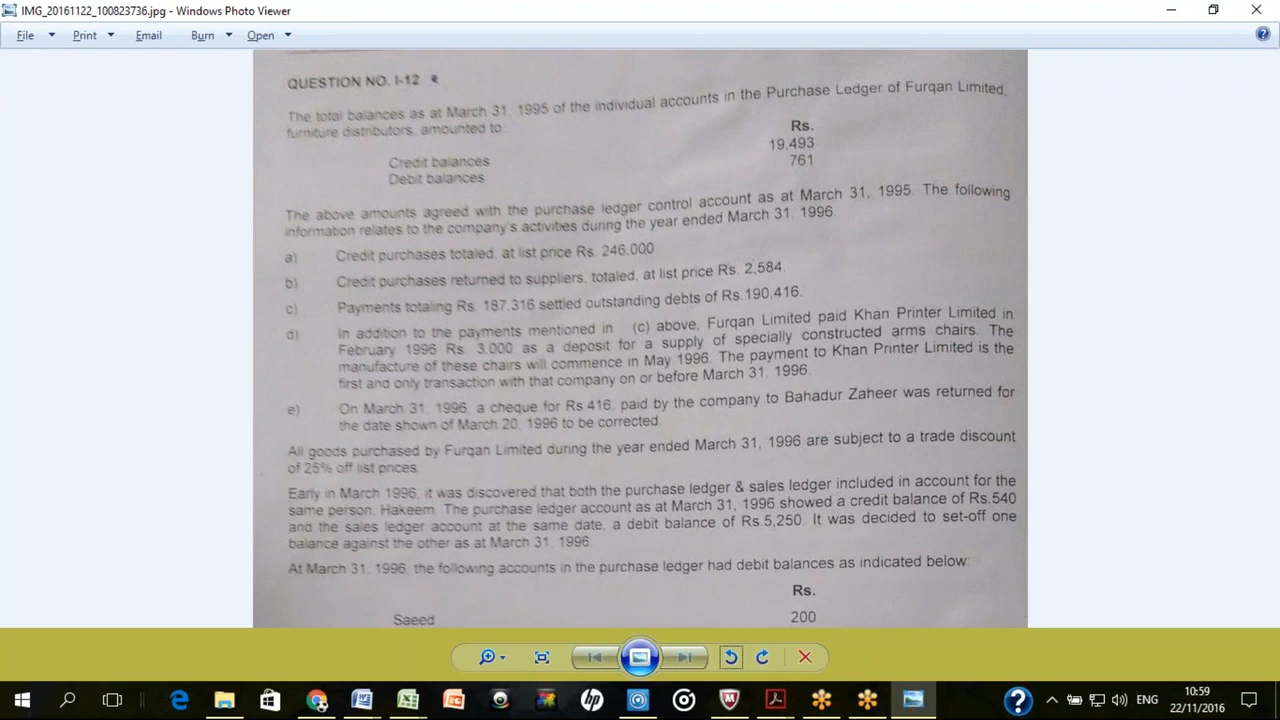 IMG_20161122_100823736.jpg - Windows Photo Viewer
File Print Email Burn Open
QUESTION NO. I-12
The total balances as at March 31, 1995 of the individual accounts in the Purchase Ledger of Furqan Limited,
furniture distributors, amounted to:
Rs.
Credit balances 19,493
Debit balances 761
The above amounts agreed with the purchase ledger control account as at March 31, 1995. The following
information relates to the company's activities during the year ended March 31, 1996.
a) Credit purchases totaled, at list price Rs. 246,000
b) Credit purchases returned to suppliers, totaled, at list price Rs. 2,584.
c) Payments totaling Rs. 187,316 settled outstanding debts of Rs.190,416.
d) In addition to the payments mentioned in (c) above, Furqan Limited paid Khan Printer Limited in
February 1996 Rs. 3,000 as a deposit for a supply of specially constructed arms chairs. The
manufacture of these chairs will commence in May 1996. The payment to Khan Printer Limited is the
first and only transaction with that company on or before March 31, 1996.
e) On March 31, 1996, a cheque for Rs.416, paid by the company to Bahadur Zaheer was returned for
the date shown of March 20, 1996 to be corrected.
All goods purchased by Furqan Limited during the year ended March 31, 1996 are subject to a trade discount
of 25% off list prices.
Early in March 1996, it was discovered that both the purchase ledger & sales ledger included in account for the
same person, Hakeem. The purchase ledger account as at March 31, 1996 showed a credit balance of Rs.540
and the sales ledger account at the same date, a debit balance of Rs.5,250. It was decided to set-off one
balance against the other as at March 31, 1996.
At March 31, 1996, the following accounts in the purchase ledger had debit balances as indicated below:
Rs.
Saeed 200
ENG
10:59
22/11/2016